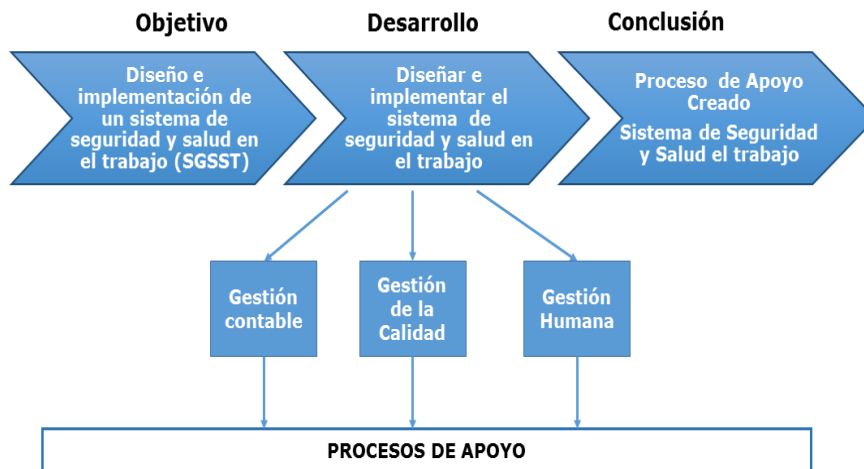 Objetivo
Desarrollo
Conclusión
Diseño e
implementación de
un sistema de
seguridad y salud en
el trabajo (SGSST)
Diseñar e
implementar el
sistema de
seguridad y salud en
el trabajo
Proceso de Apoyo
Creado
Sistema de Seguridad
y Salud el trabajo
Gestión
contable
Gestión
de la
Calidad
Gestión
Humana
PROCESOS DE APOYO